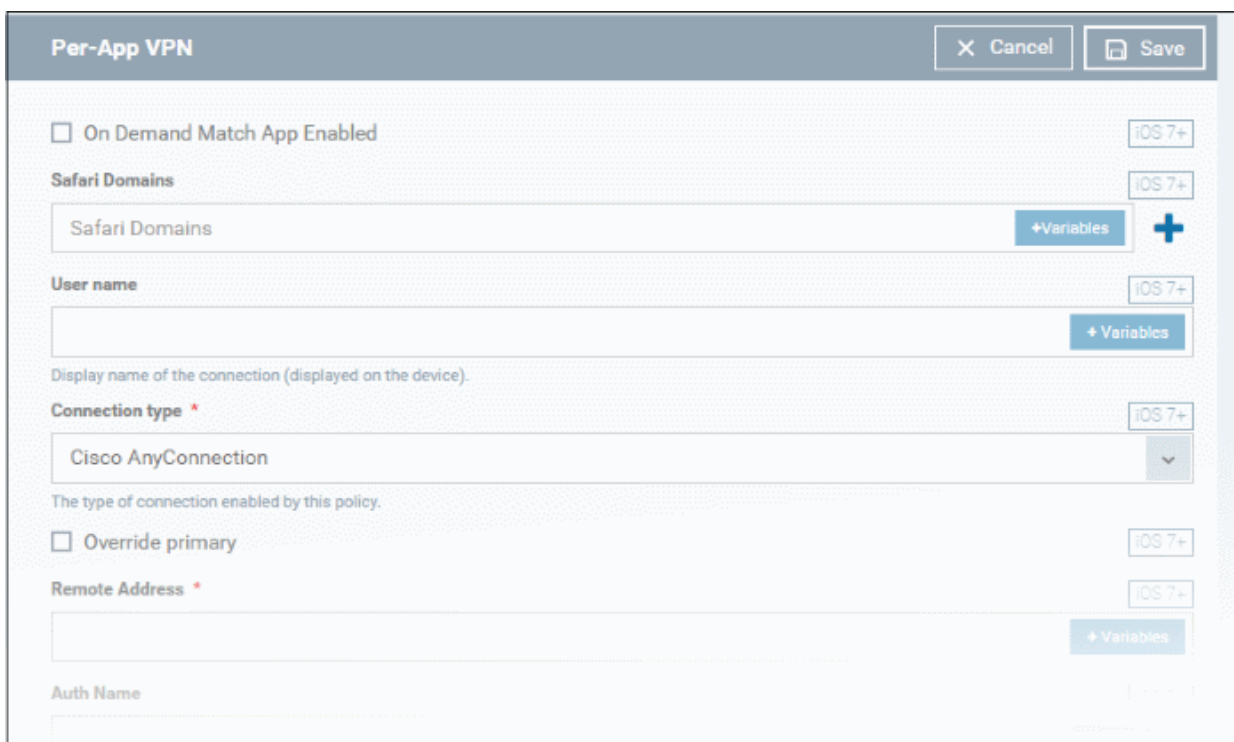 Per-App VPN
Cancel
Save
On Demand Match App Enabled
iOS 7+
Safari Domains
iOS 7+
Safari Domains
+Variables
User name
iOS 7+
+ Variables
Display name of the connection (displayed on the device).
Connection type *
iOS 7+
Cisco AnyConnection
The type of connection enabled by this policy.
Override primary
iOS 7+
Remote Address *
iOS 7+
+ Variables
Auth Name